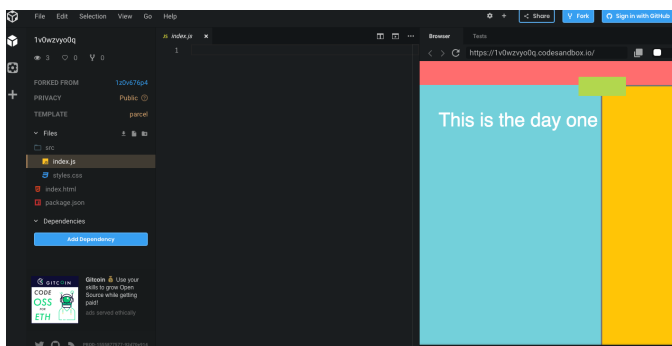 File Edit Selection View Go Help
+ Share Fork Sign in with GitHub
1v0wzvyo0q
3 0 0
FORKED FROM 1z0v676p4
PRIVACY Public
TEMPLATE parcel
Files
src
index.js
styles.css
index.html
package.json
Dependencies
Add Dependency
GITCOIN
CODE
OSS
FOR
ETH
Gitcoin Use your
skills to grow Open
Source while getting
paid!
ads served ethically
JS index.js ×
1
Browser Tests
https://1v0wzvyo0q.codesandbox.io/
This is the day one